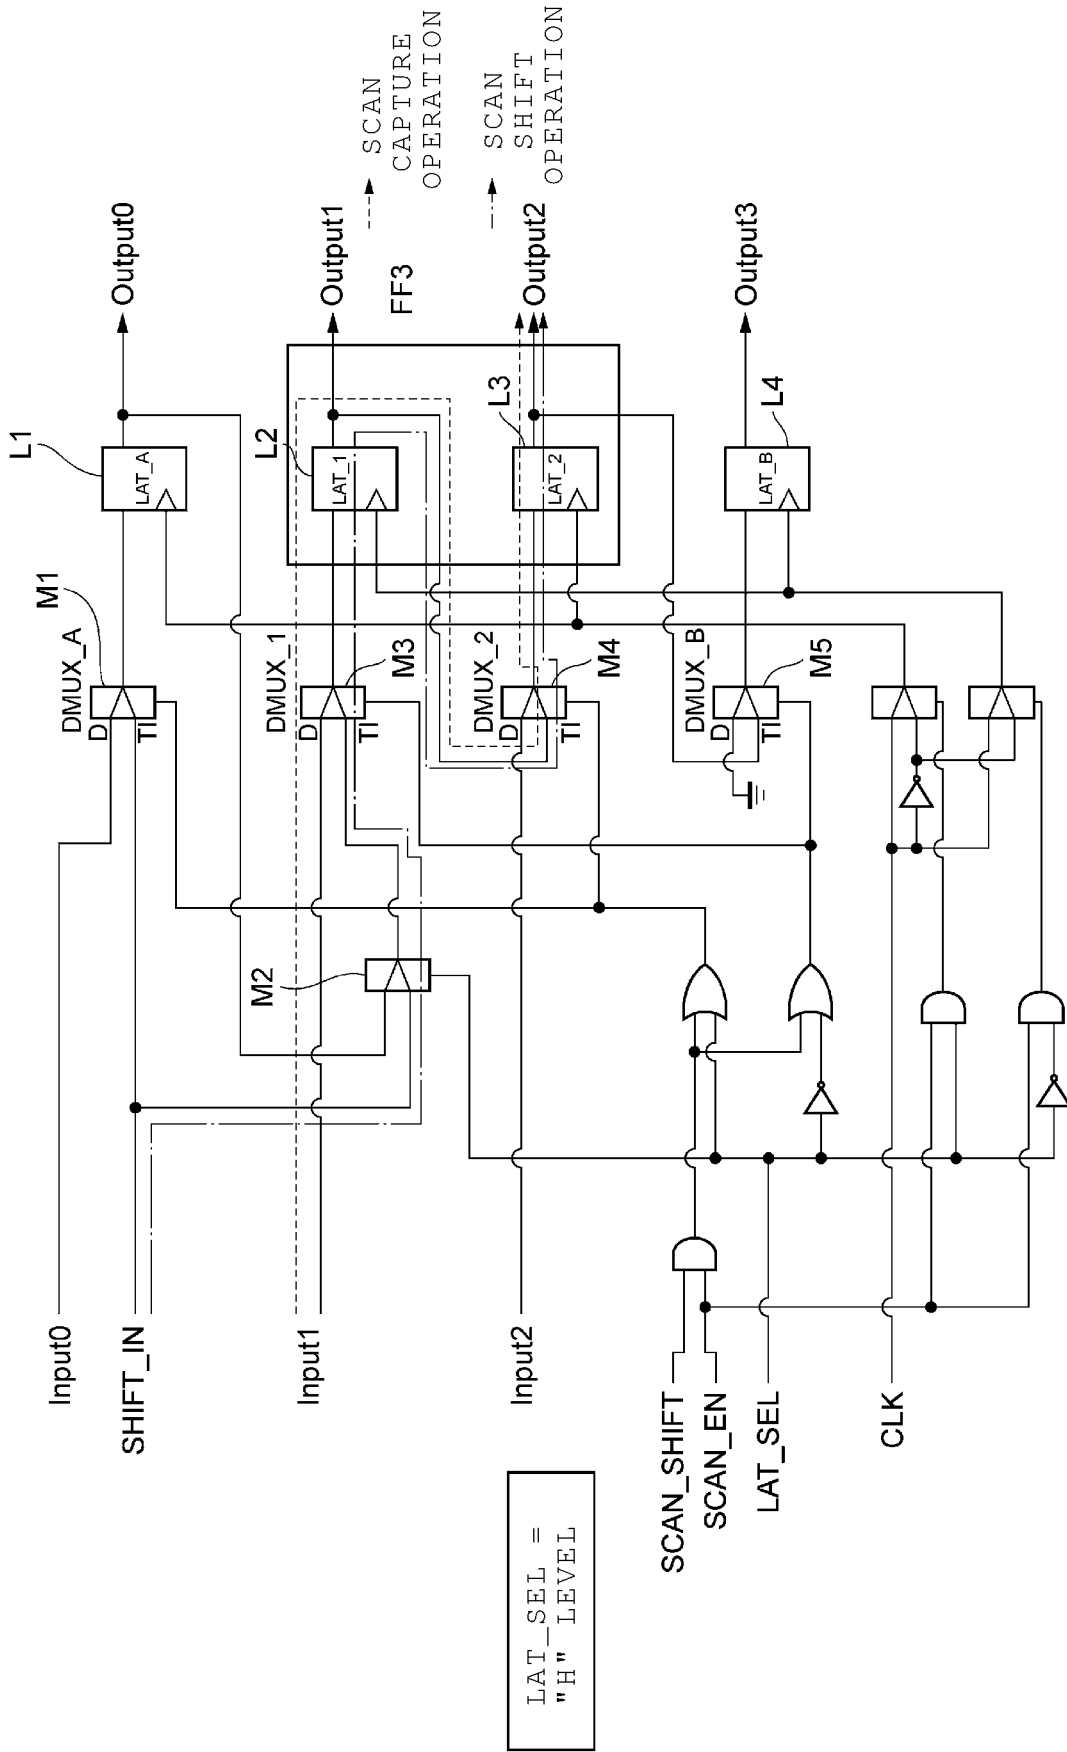 Input0
SHIFT_IN
Input1
Input2
SCAN_SHIFT
SCAN_EN
LAT_SEL
CLK
LAT_SEL =
"H" LEVEL
M2
DMUX_A
M1
D
TI
DMUX_1
M3
D
TI
DMUX_2
M4
D
TI
DMUX_B
M5
D
TI
L1
LAT_A
L2
LAT_1
L3
LAT_2
L4
LAT_B
FF3
Output0
Output1
Output2
Output3
SCAN
CAPTURE
OPERATION
SCAN
SHIFT
OPERATION